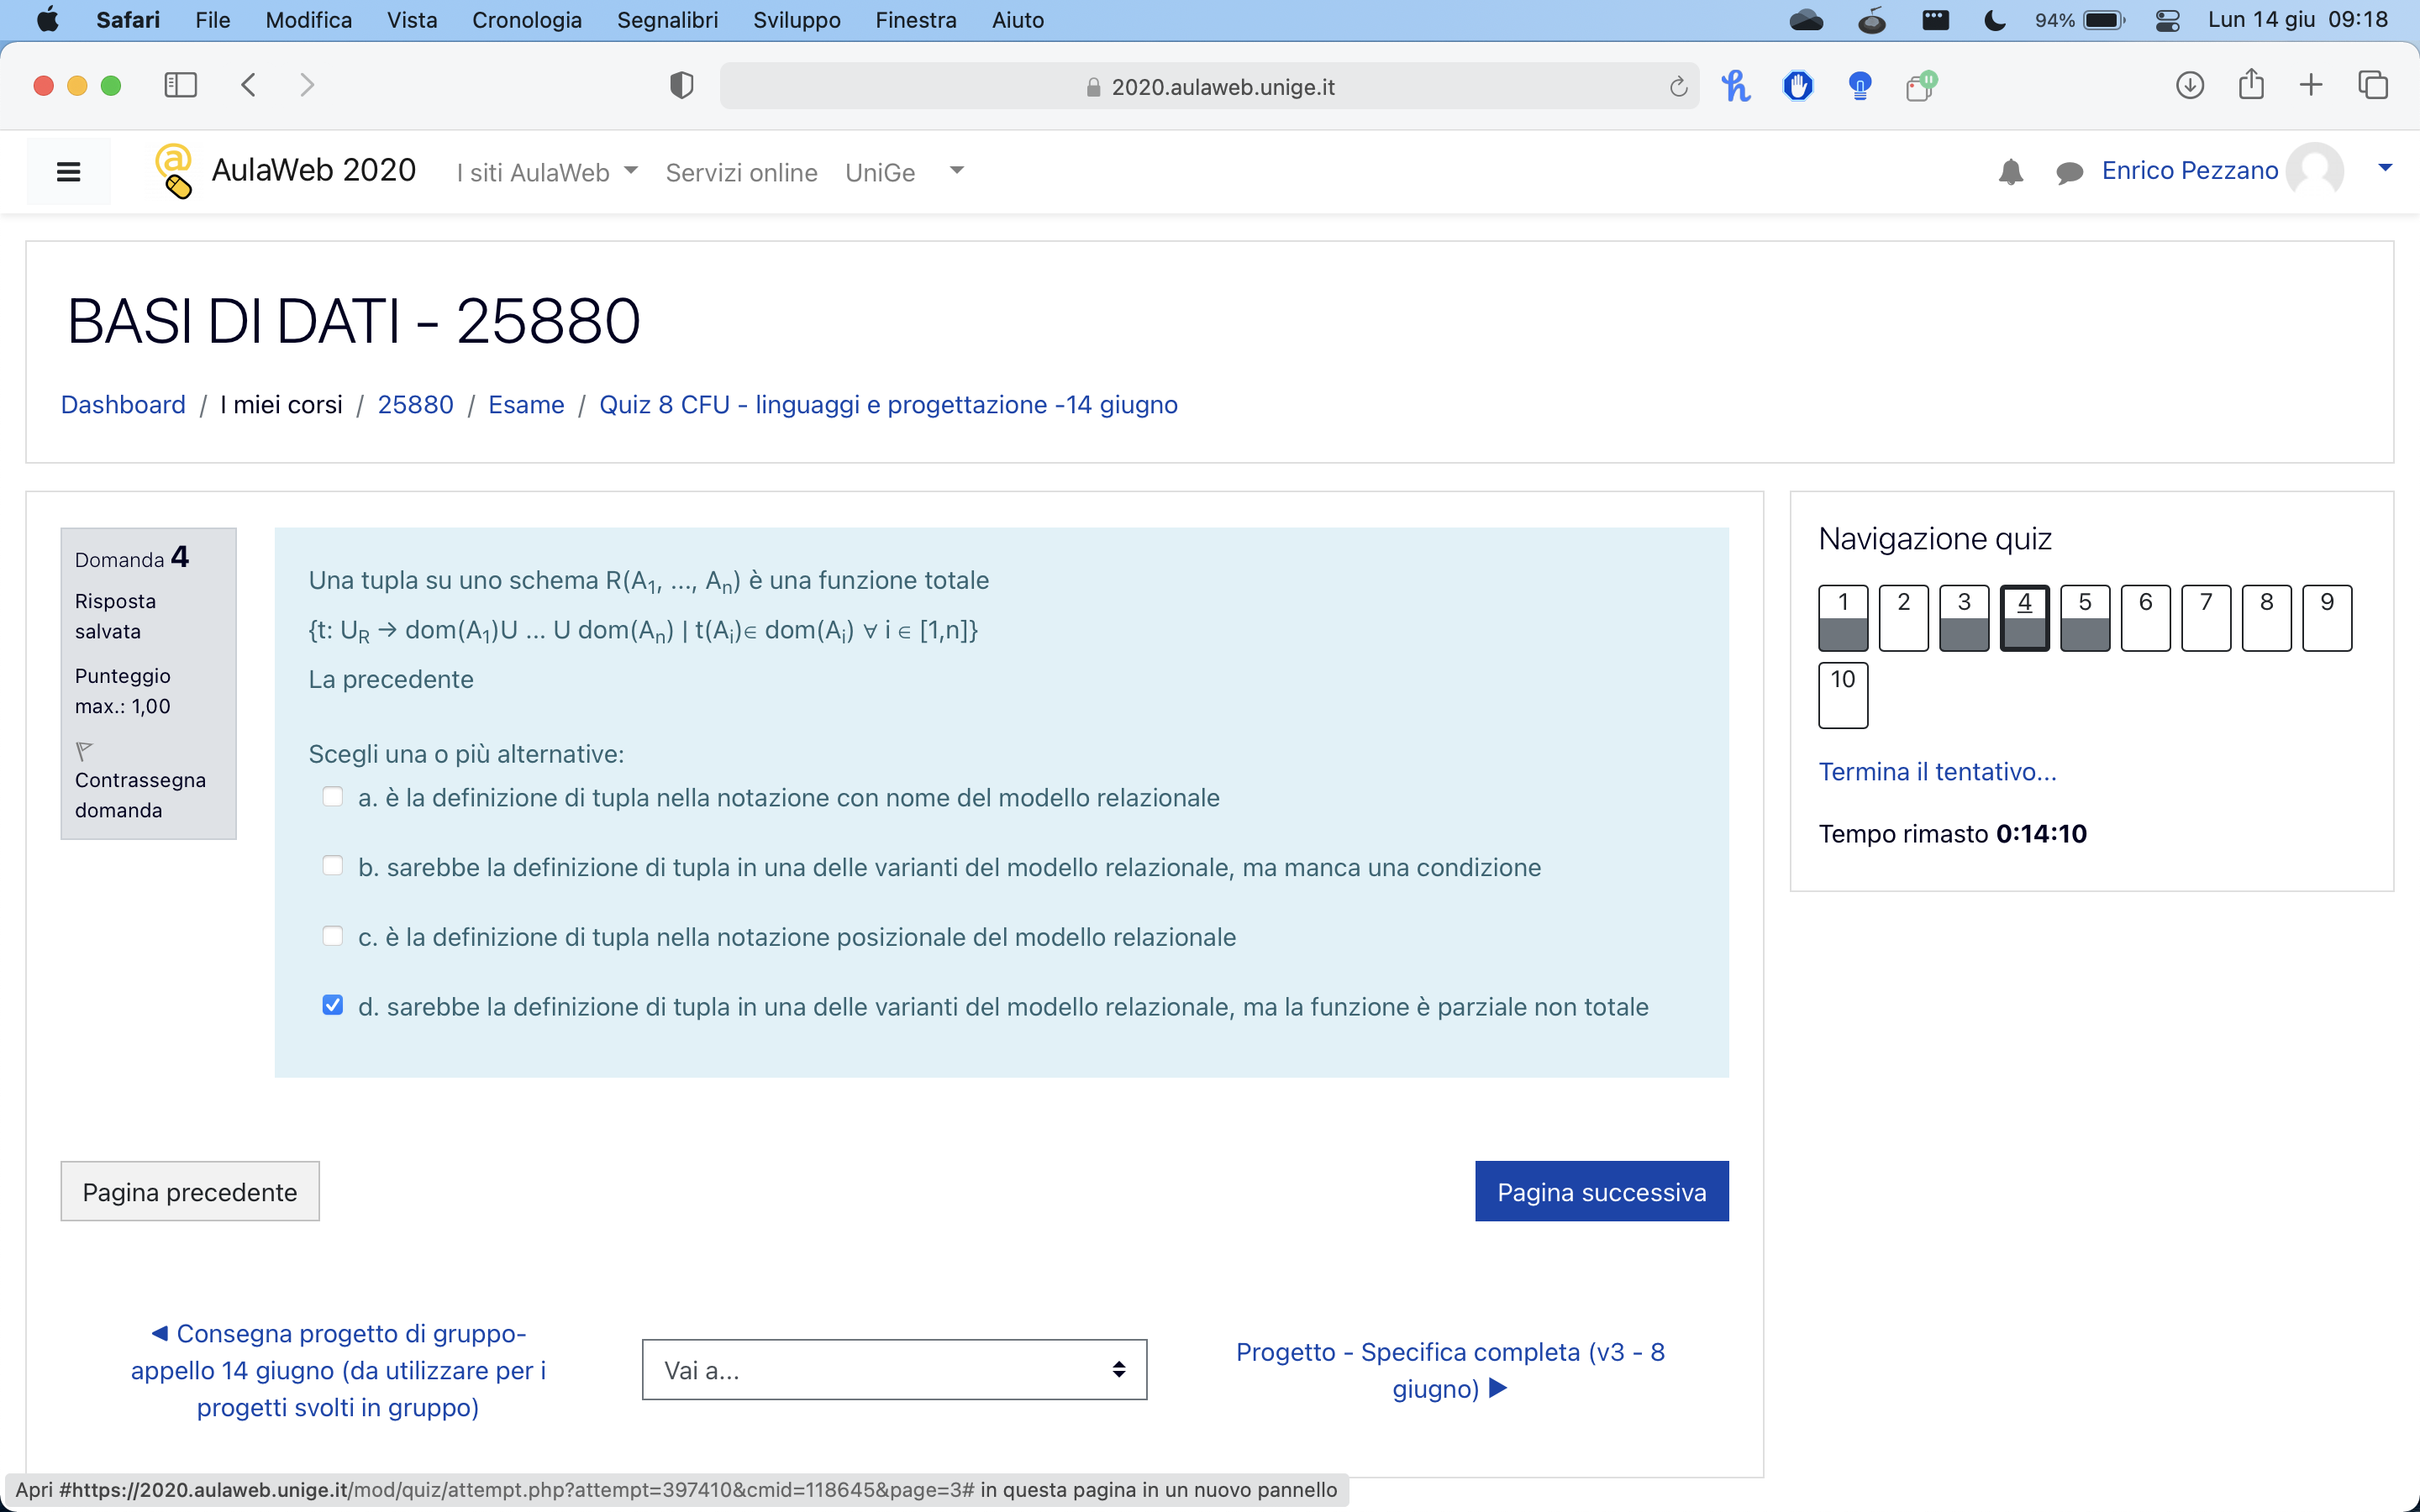 Safari File Modifica Vista Cronologia Segnalibri Sviluppo Finestra Aiuto 94% Lun 14 giu 09:18
2020.aulaweb.unige.it
AulaWeb 2020 I siti AulaWeb Servizi online UniGe Enrico Pezzano
BASI DI DATI - 25880
Dashboard / I miei corsi / 25880 / Esame / Quiz 8 CFU - linguaggi e progettazione -14 giugno
Domanda 4
Risposta
salvata
Punteggio
max.: 1,00
Contrassegna
domanda
Una tupla su uno schema R(A₁, ..., Aₙ) è una funzione totale
{t: U_R → dom(A₁)U ... U dom(Aₙ) | t(Aᵢ)∈ dom(Aᵢ) ∀ i ∈ [1,n]}
La precedente
Scegli una o più alternative:
a. è la definizione di tupla nella notazione con nome del modello relazionale
b. sarebbe la definizione di tupla in una delle varianti del modello relazionale, ma manca una condizione
c. è la definizione di tupla nella notazione posizionale del modello relazionale
d. sarebbe la definizione di tupla in una delle varianti del modello relazionale, ma la funzione è parziale non totale
Pagina precedente
Pagina successiva
◄ Consegna progetto di gruppo-
appello 14 giugno (da utilizzare per i
progetti svolti in gruppo)
Vai a...
Progetto - Specifica completa (v3 - 8
giugno) ►
Navigazione quiz
1 2 3 4 5 6 7 8 9
10
Termina il tentativo...
Tempo rimasto 0:14:10
Apri #https://2020.aulaweb.unige.it/mod/quiz/attempt.php?attempt=397410&cmid=118645&page=3# in questa pagina in un nuovo pannello